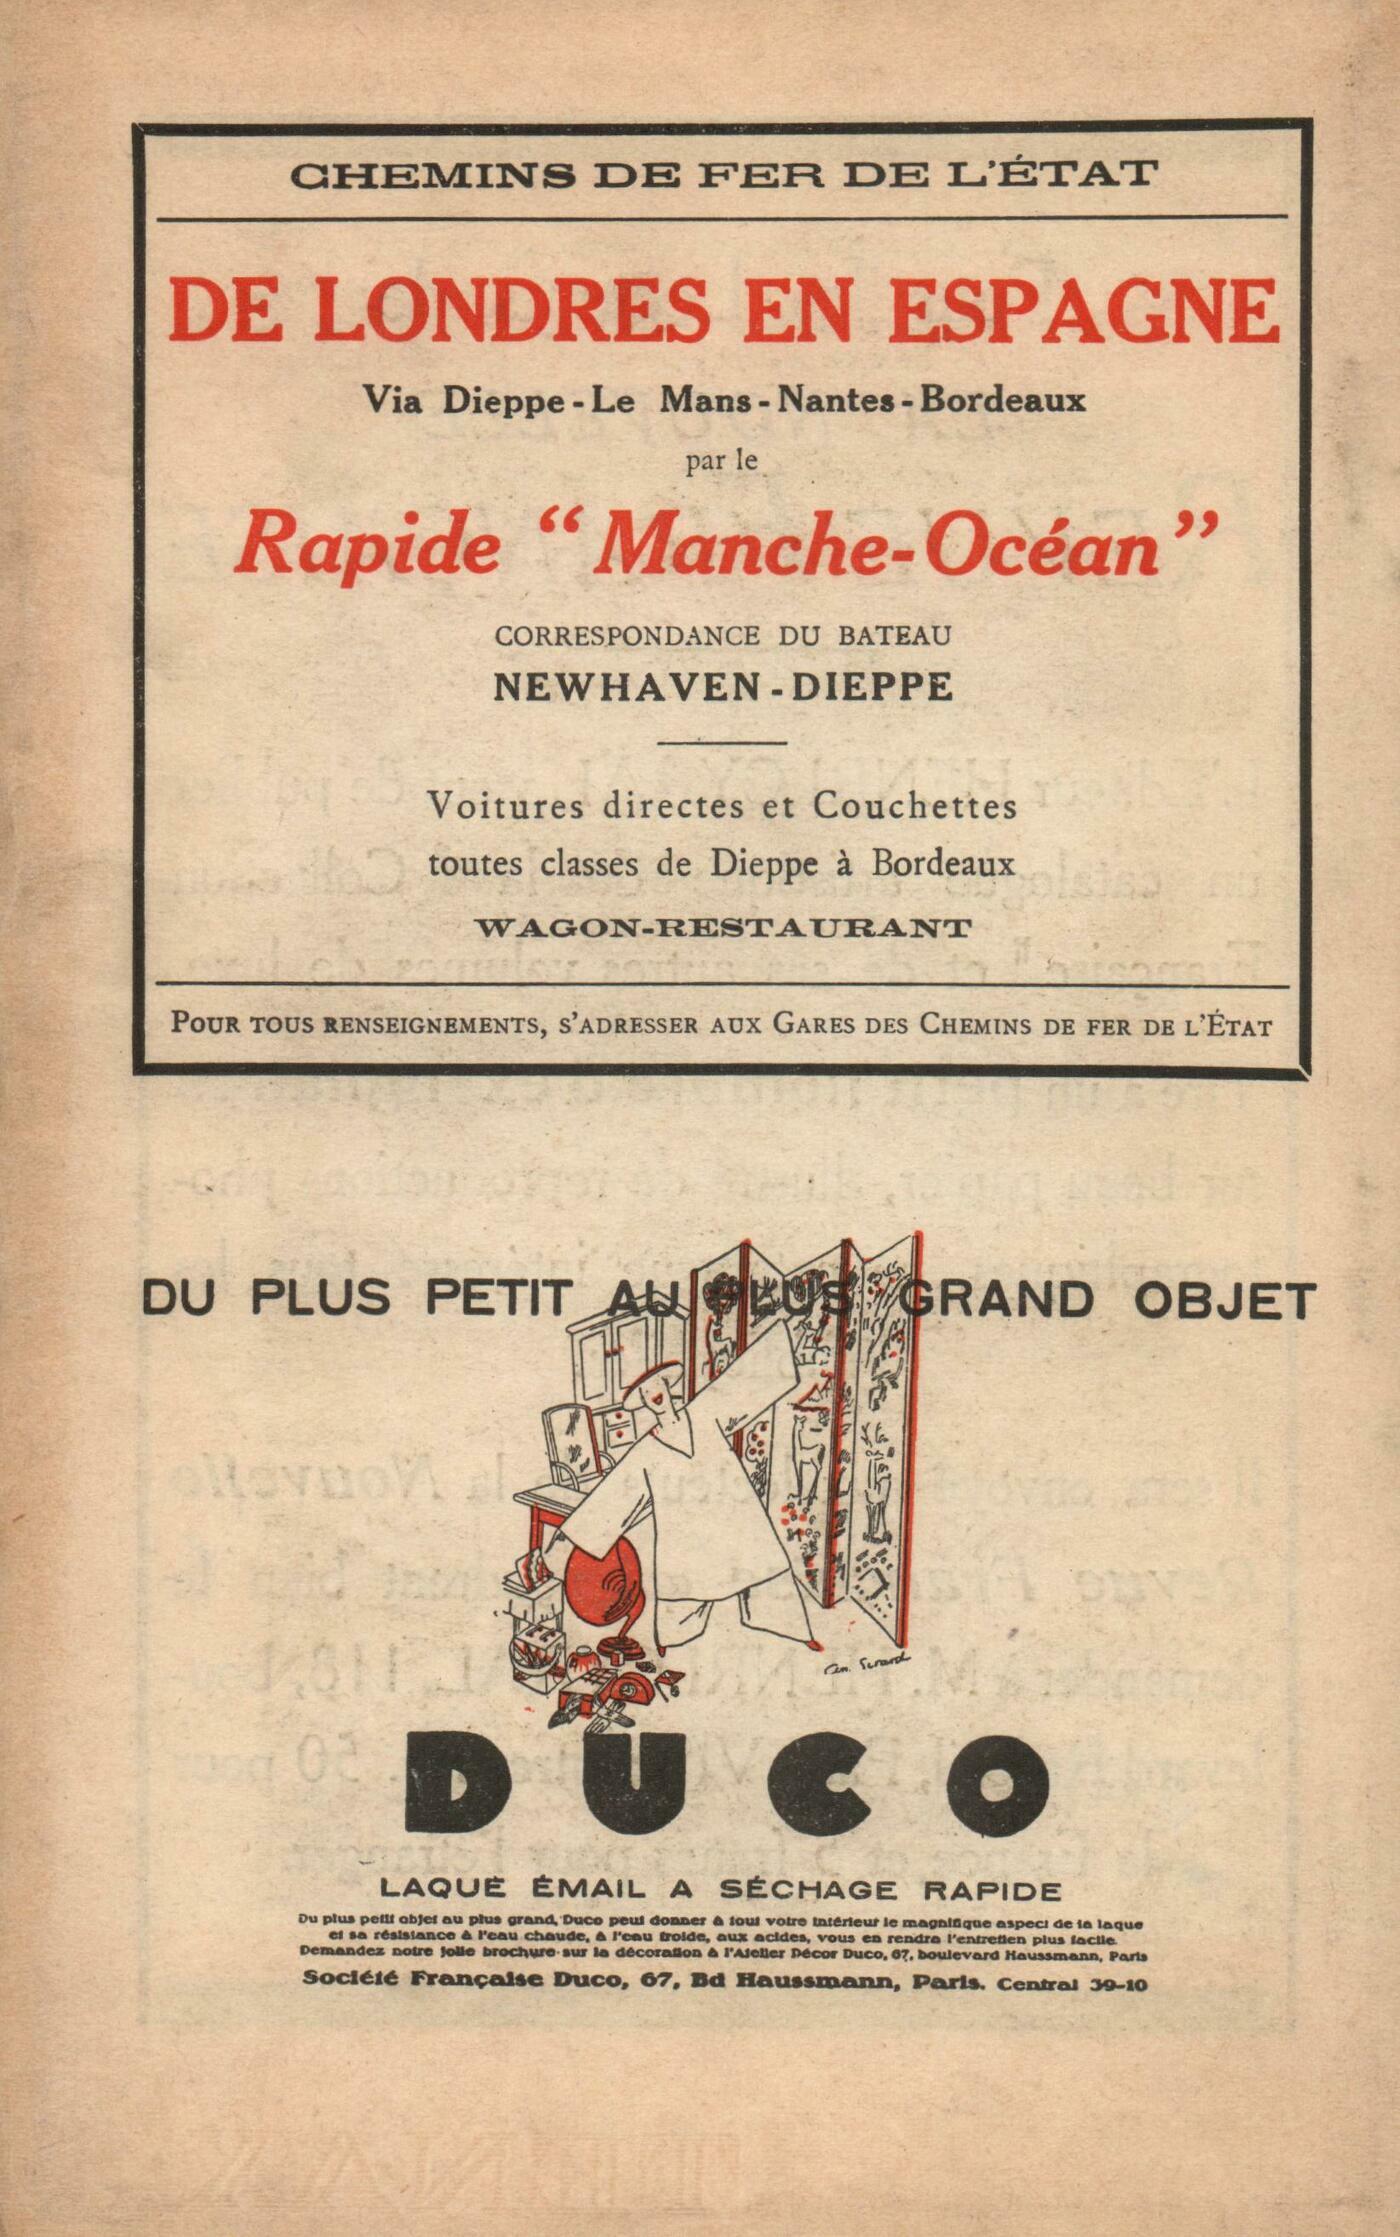 CHEMINS DE FER DE L'ÉTAT
DE LONDRES EN ESPAGNE
Via Dieppe-Le Mans-Nantes-Bordeaux
par le
Rapide “Manche-Océan”
CORRESPONDANCE DU BATEAU
NEWHAVEN-DIEPPE
Voitures directes et Couchettes
toutes classes de Dieppe à Bordeaux
WAGON-RESTAURANT
POUR TOUS RENSEIGNEMENTS, S'ADRESSER AUX GARES DES CHEMINS DE FER DE L'ÉTAT
DU PLUS PETIT AU PLUS GRAND OBJET
DUCO
LAQUE ÉMAIL A SÉCHAGE RAPIDE
Du plus petit objet au plus grand, Duco peut donner à tout votre intérieur le magnifique aspect de la laque
et sa résistance à l'eau chaude, à l'eau froide, aux acides, vous en rendra l'entretien plus facile.
Demandez notre jolie brochure sur la décoration à l'Atelier Décor Duco, 67, boulevard Haussmann, Paris
Société Française Duco, 67, Bd Haussmann, Paris. Central 39-10